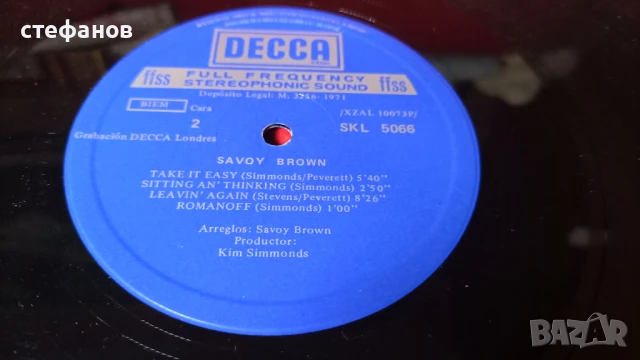 стефанов
DECCA
ffss FULL FREQUENCY STEREOPHONIC SOUND ffss
Depósito Legal: M. 3256-1971
BIEM Cara /XZAL 10073P/
2 SKL 5066
Grabación DECCA Londres
SAVOY BROWN
TAKE IT EASY (Simmonds/Peverett) 5'40"
SITTING AN' THINKING (Simmonds) 2'50"
LEAVIN' AGAIN (Stevens/Peverett) 8'26"
ROMANOFF (Simmonds) 1'00"
Arreglos: Savoy Brown
Productor:
Kim Simmonds
BAZAR